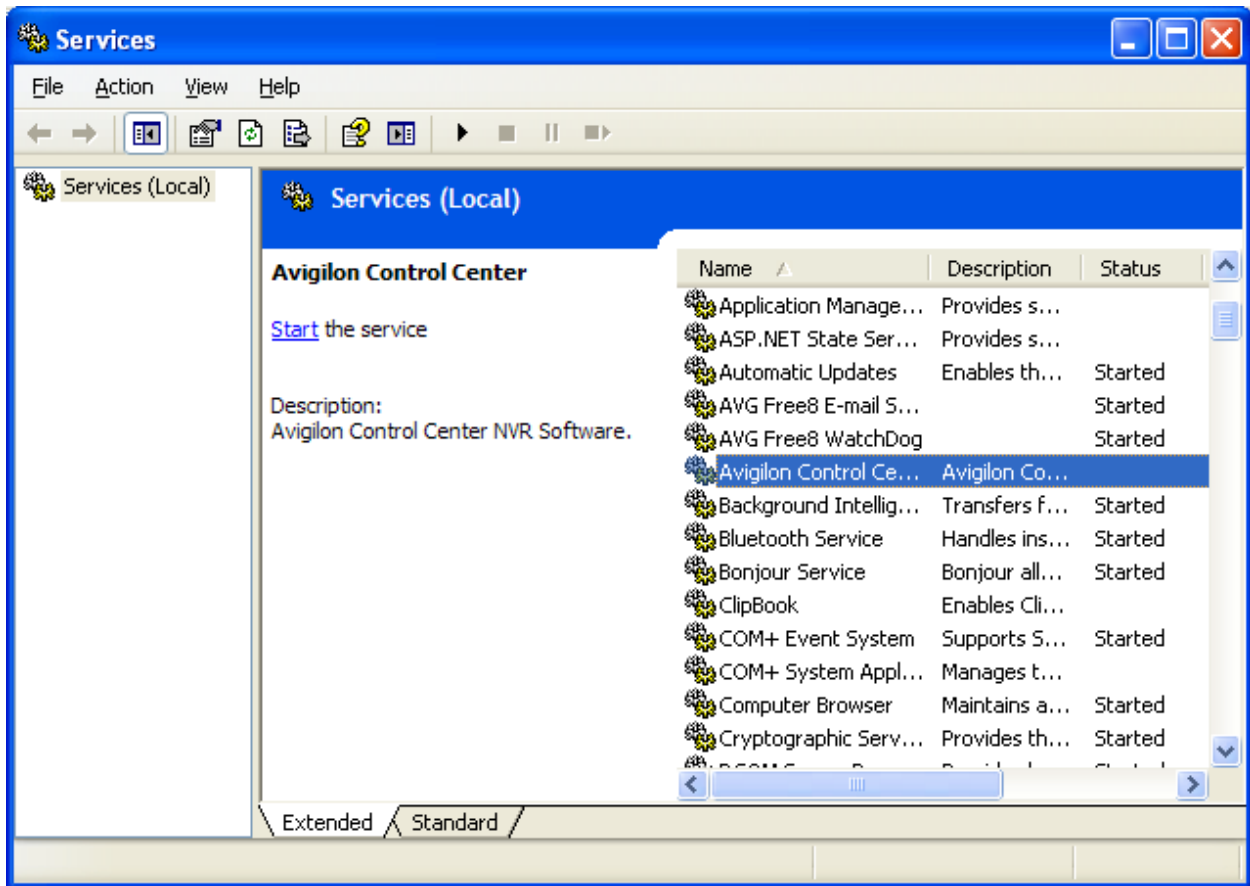 Services
File Action View Help
Services (Local)
Services (Local)
Avigilon Control Center
Start the service
Description:
Avigilon Control Center NVR Software.
Name Description Status
Application Manage... Provides s...
ASP.NET State Ser... Provides s...
Automatic Updates Enables th... Started
AVG Free8 E-mail S... Started
AVG Free8 WatchDog Started
Avigilon Control Ce... Avigilon Co...
Background Intellig... Transfers f... Started
Bluetooth Service Handles ins... Started
Bonjour Service Bonjour all... Started
ClipBook Enables Cli...
COM+ Event System Supports S... Started
COM+ System Appl... Manages t...
Computer Browser Maintains a... Started
Cryptographic Serv... Provides th... Started
Extended Standard